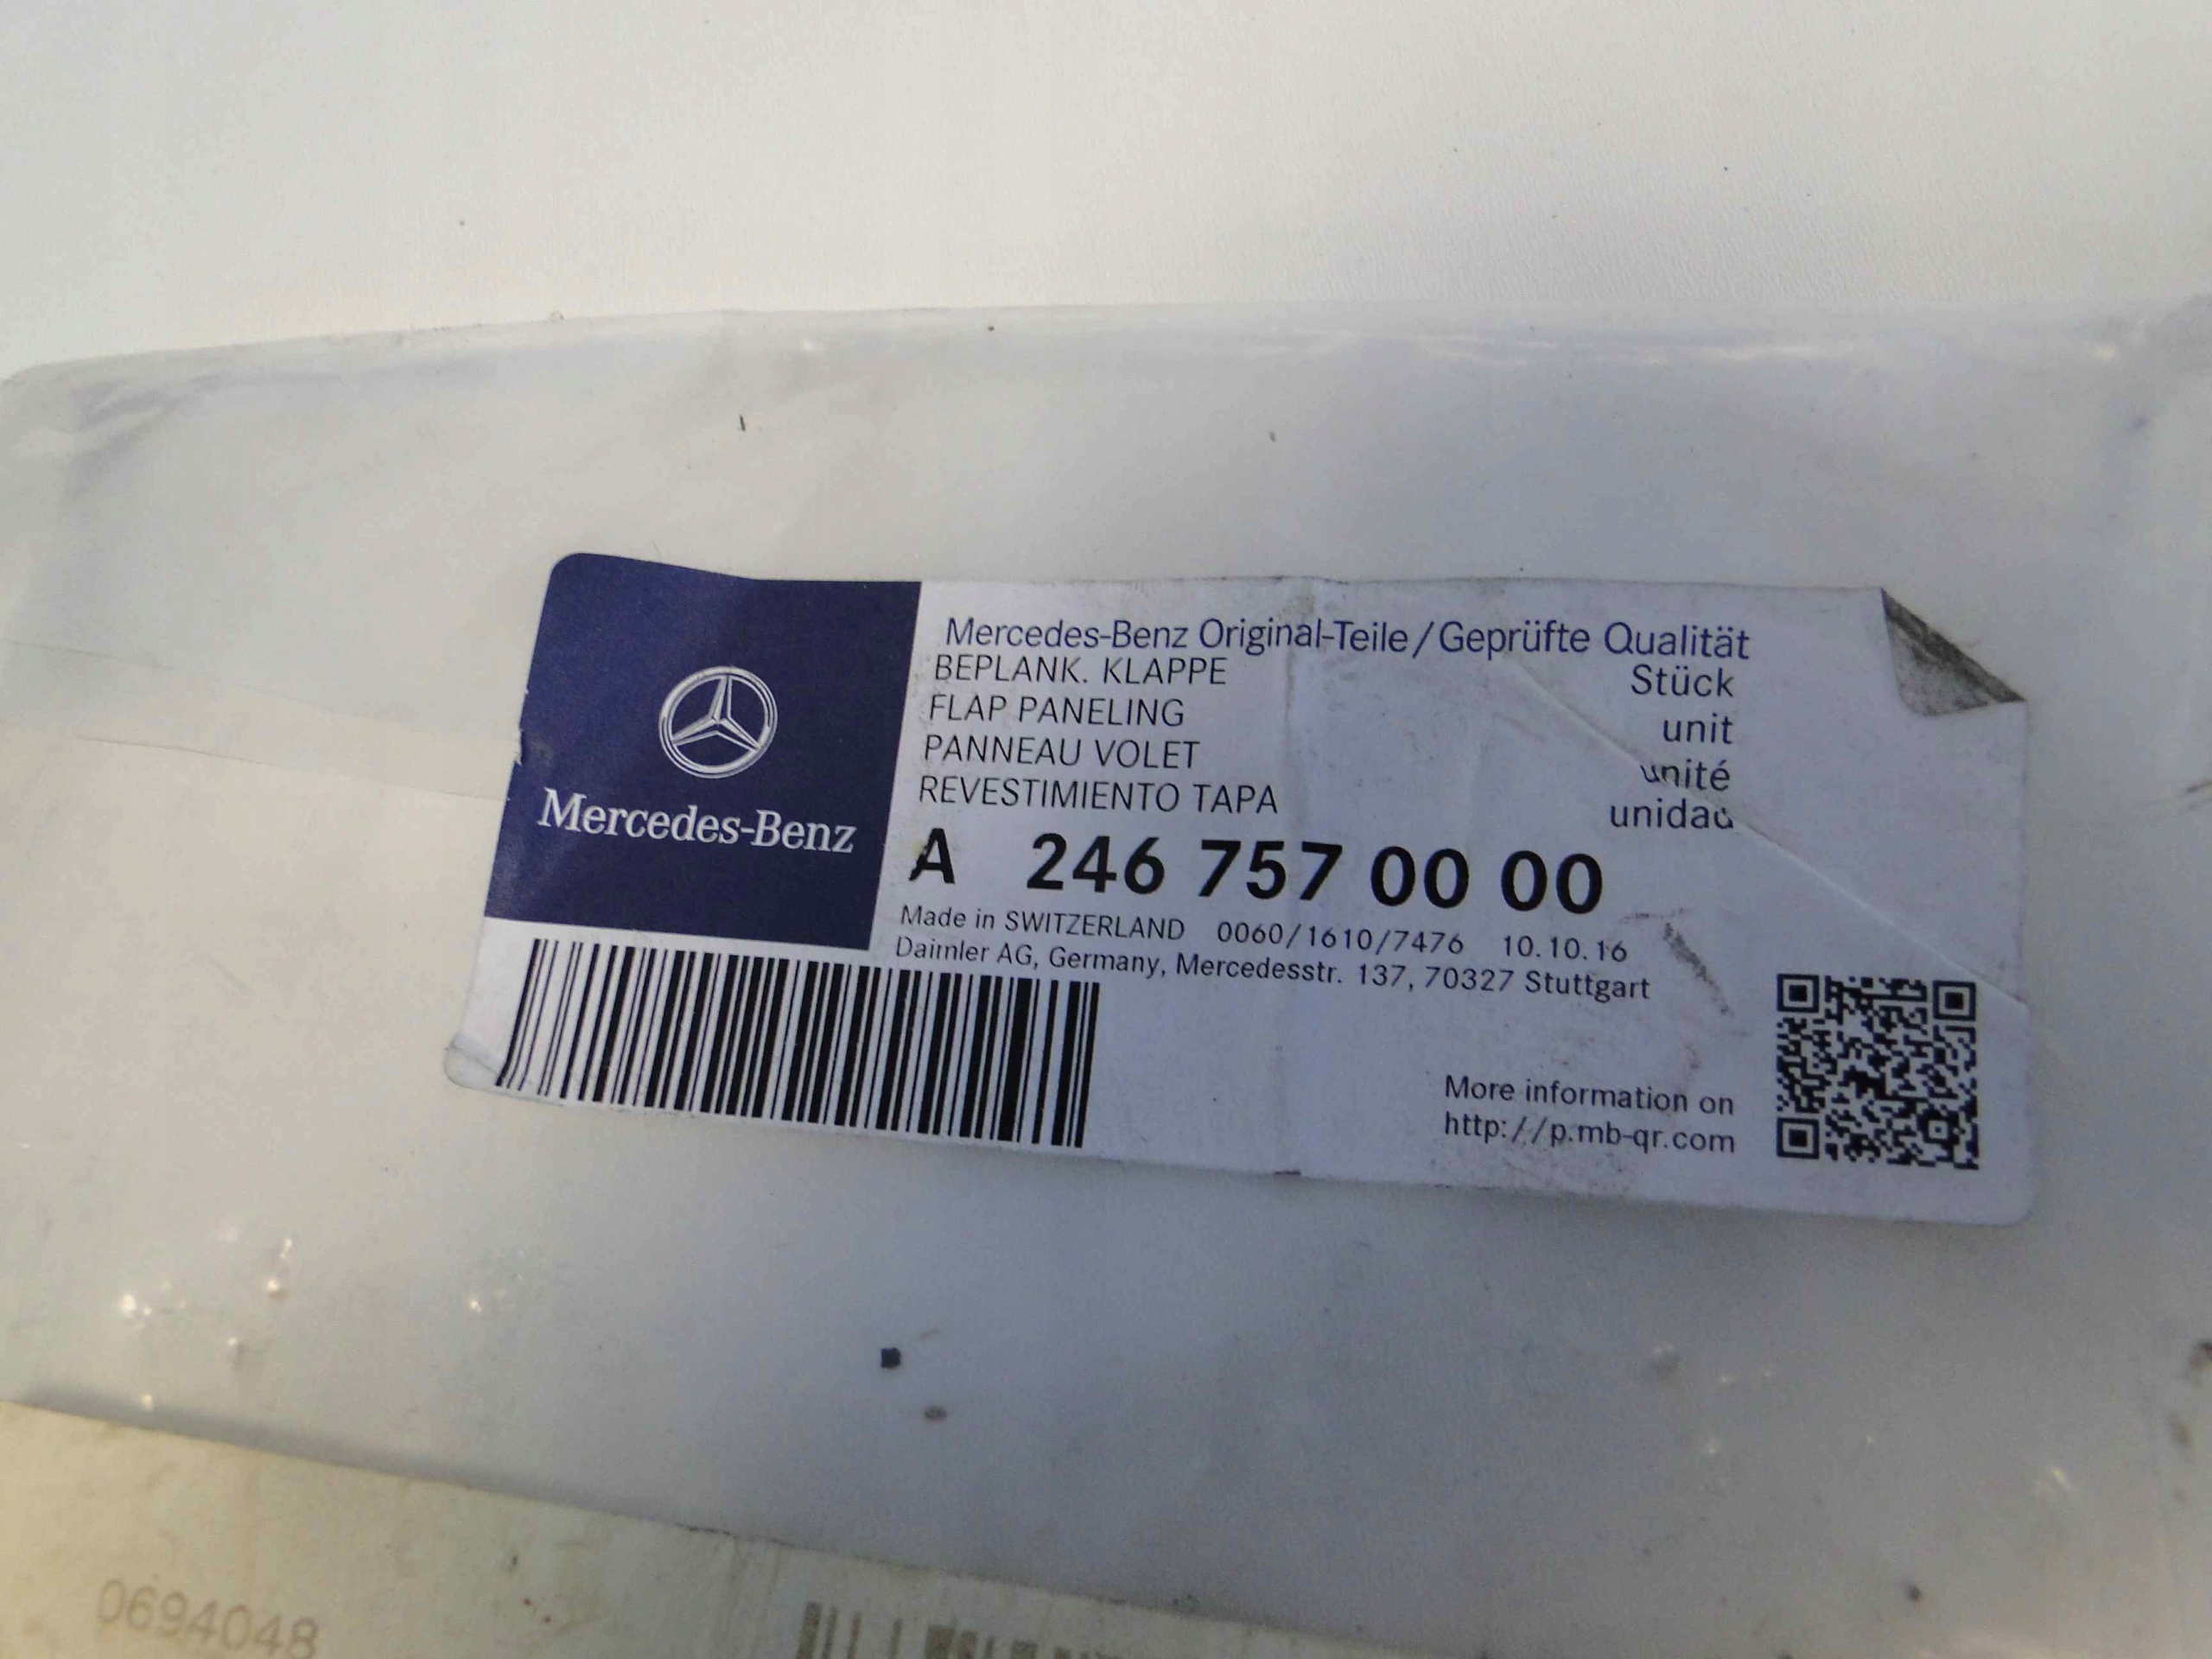 Mercedes-Benz
Mercedes-Benz Original-Teile/Geprüfte Qualität
BEPLANK. KLAPPE Stück
FLAP PANELING unit
PANNEAU VOLET unité
REVESTIMIENTO TAPA unidad
A 246 757 00 00
Made in SWITZERLAND 0060/1610/7476 10.10.16
Daimler AG, Germany, Mercedesstr. 137, 70327 Stuttgart
More information on
http://p.mb-qr.com
0694048